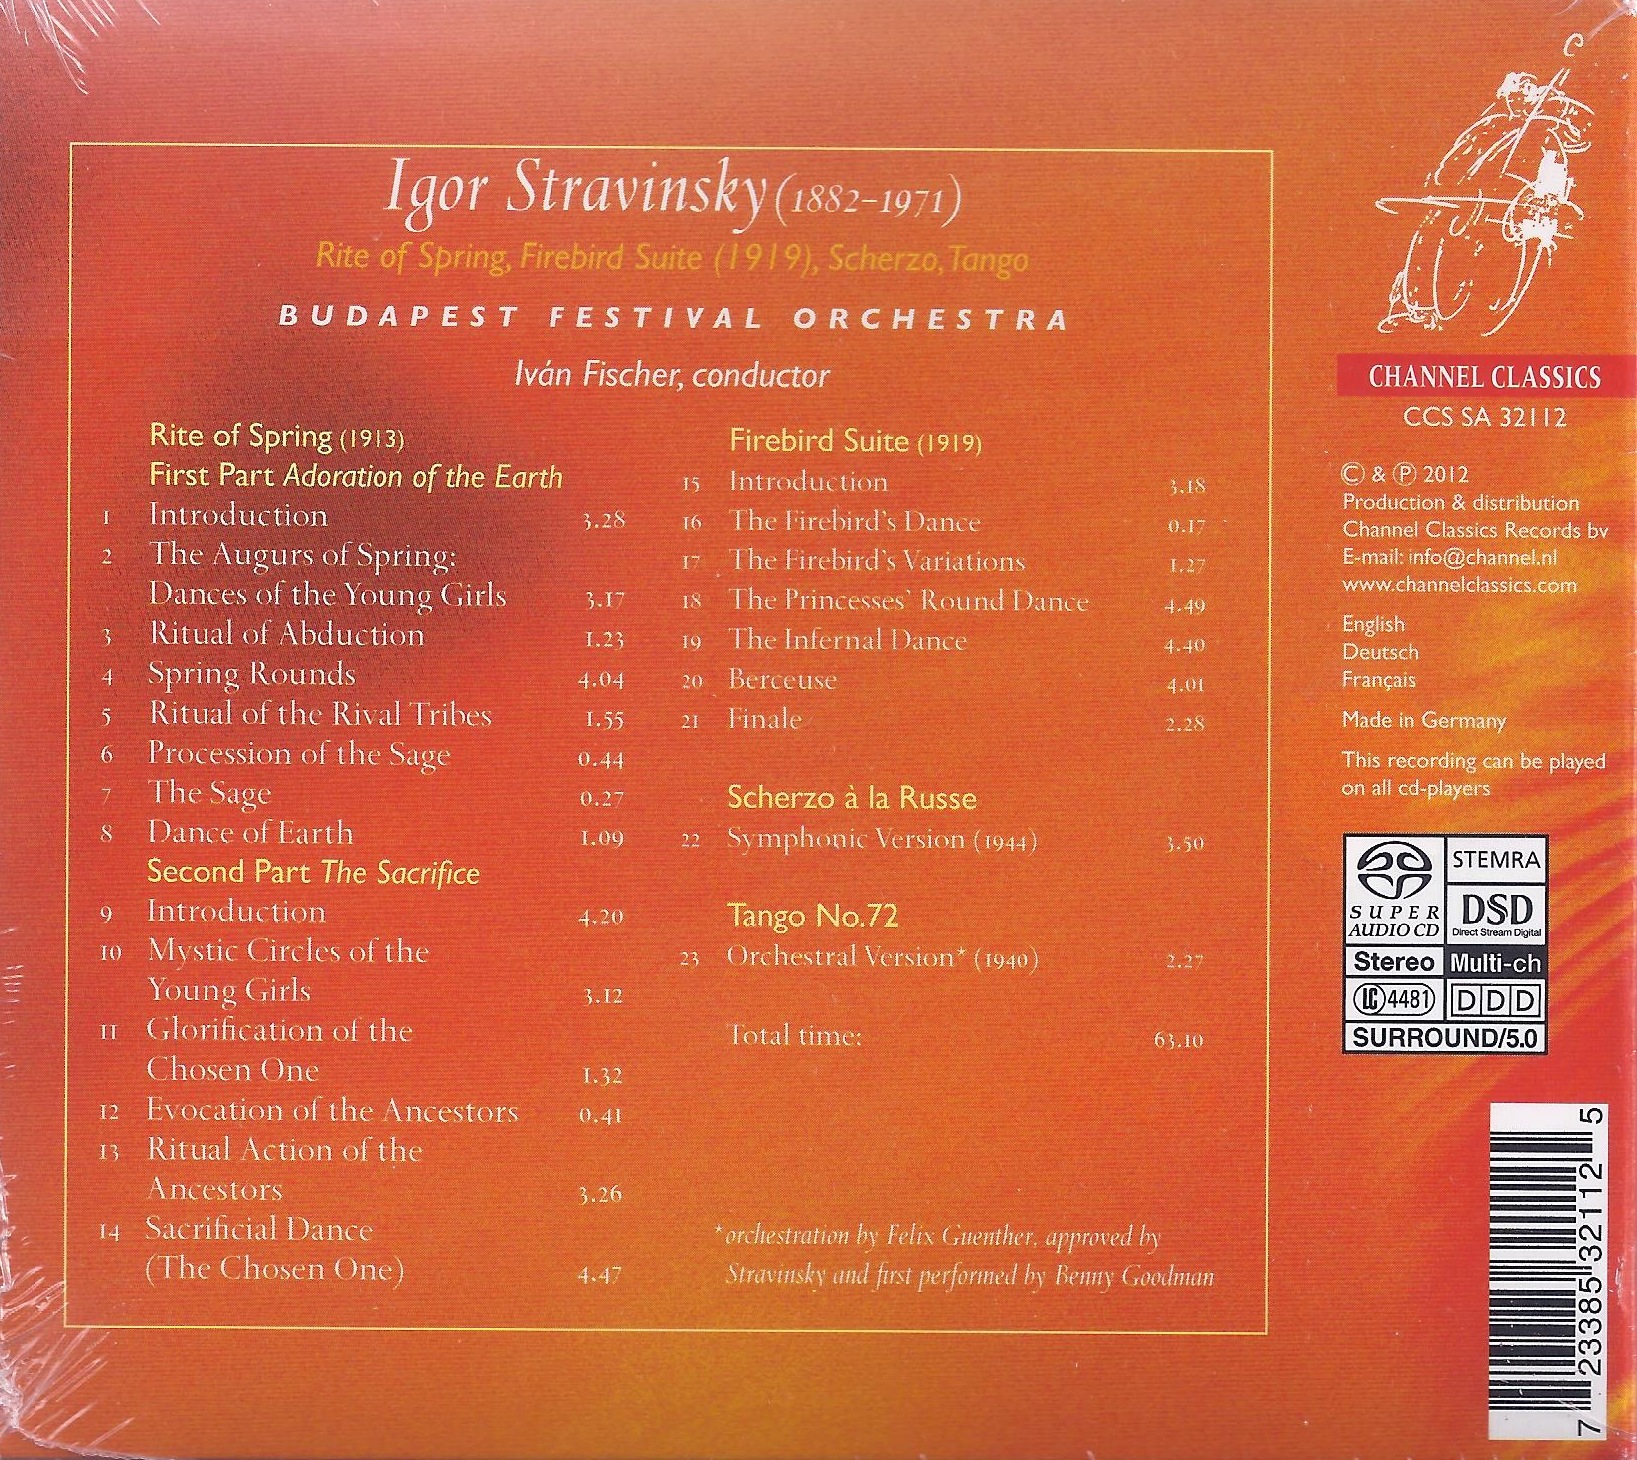 Igor Stravinsky (1882–1971)
Rite of Spring, Firebird Suite (1919), Scherzo, Tango
BUDAPEST FESTIVAL ORCHESTRA
Iván Fischer, conductor
Rite of Spring (1913)
First Part Adoration of the Earth
1 Introduction 3.28
2 The Augurs of Spring:
Dances of the Young Girls 3.17
3 Ritual of Abduction 1.23
4 Spring Rounds 4.04
5 Ritual of the Rival Tribes 1.55
6 Procession of the Sage 0.44
7 The Sage 0.27
8 Dance of Earth 1.09
Second Part The Sacrifice
9 Introduction 4.20
10 Mystic Circles of the
Young Girls 3.12
11 Glorification of the
Chosen One 1.32
12 Evocation of the Ancestors 0.41
13 Ritual Action of the
Ancestors 3.26
14 Sacrificial Dance
(The Chosen One) 4.47
Firebird Suite (1919)
15 Introduction 3.18
16 The Firebird's Dance 0.17
17 The Firebird's Variations 1.27
18 The Princesses' Round Dance 4.49
19 The Infernal Dance 4.40
20 Berceuse 4.01
21 Finale 2.28
Scherzo à la Russe
22 Symphonic Version (1944) 3.50
Tango No.72
23 Orchestral Version* (1940) 2.27
Total time: 63.10
*orchestration by Felix Guenther, approved by
Stravinsky and first performed by Benny Goodman
CHANNEL CLASSICS
CCS SA 32112
© & ℗ 2012
Production & distribution
Channel Classics Records bv
E-mail: info@channel.nl
www.channelclassics.com
English
Deutsch
Français
Made in Germany
This recording can be played
on all cd-players
SUPER
AUDIO CD
STEMRA
DSD
Direct Stream Digital
Stereo Multi-ch
LC 4481 DDD
SURROUND/5.0
7 23385 32112 5